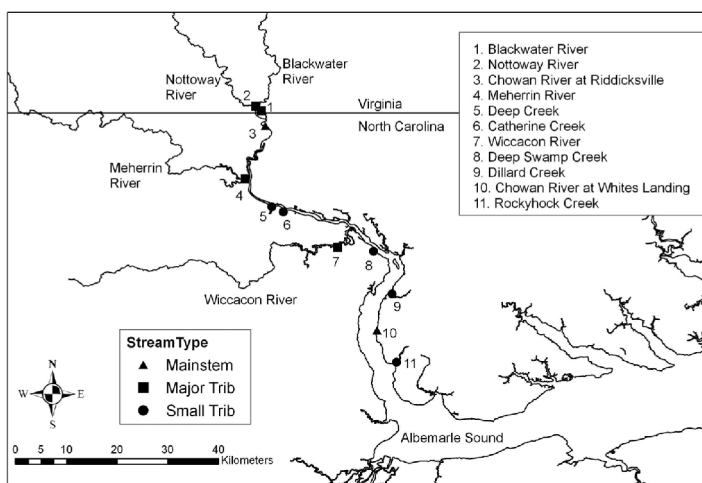 Blackwater
River
Nottoway
River
2
1
Virginia
North Carolina
3
Meherrin
River
4
5
6
7
8
Wiccacon River
9
10
11
Albemarle Sound
1. Blackwater River
2. Nottoway River
3. Chowan River at Riddicksville
4. Meherrin River
5. Deep Creek
6. Catherine Creek
7. Wiccacon River
8. Deep Swamp Creek
9. Dillard Creek
10. Chowan River at Whites Landing
11. Rockyhock Creek
StreamType
Mainstem
Major Trib
Small Trib
N
W E
S
0 5 10 20 30 40
Kilometers